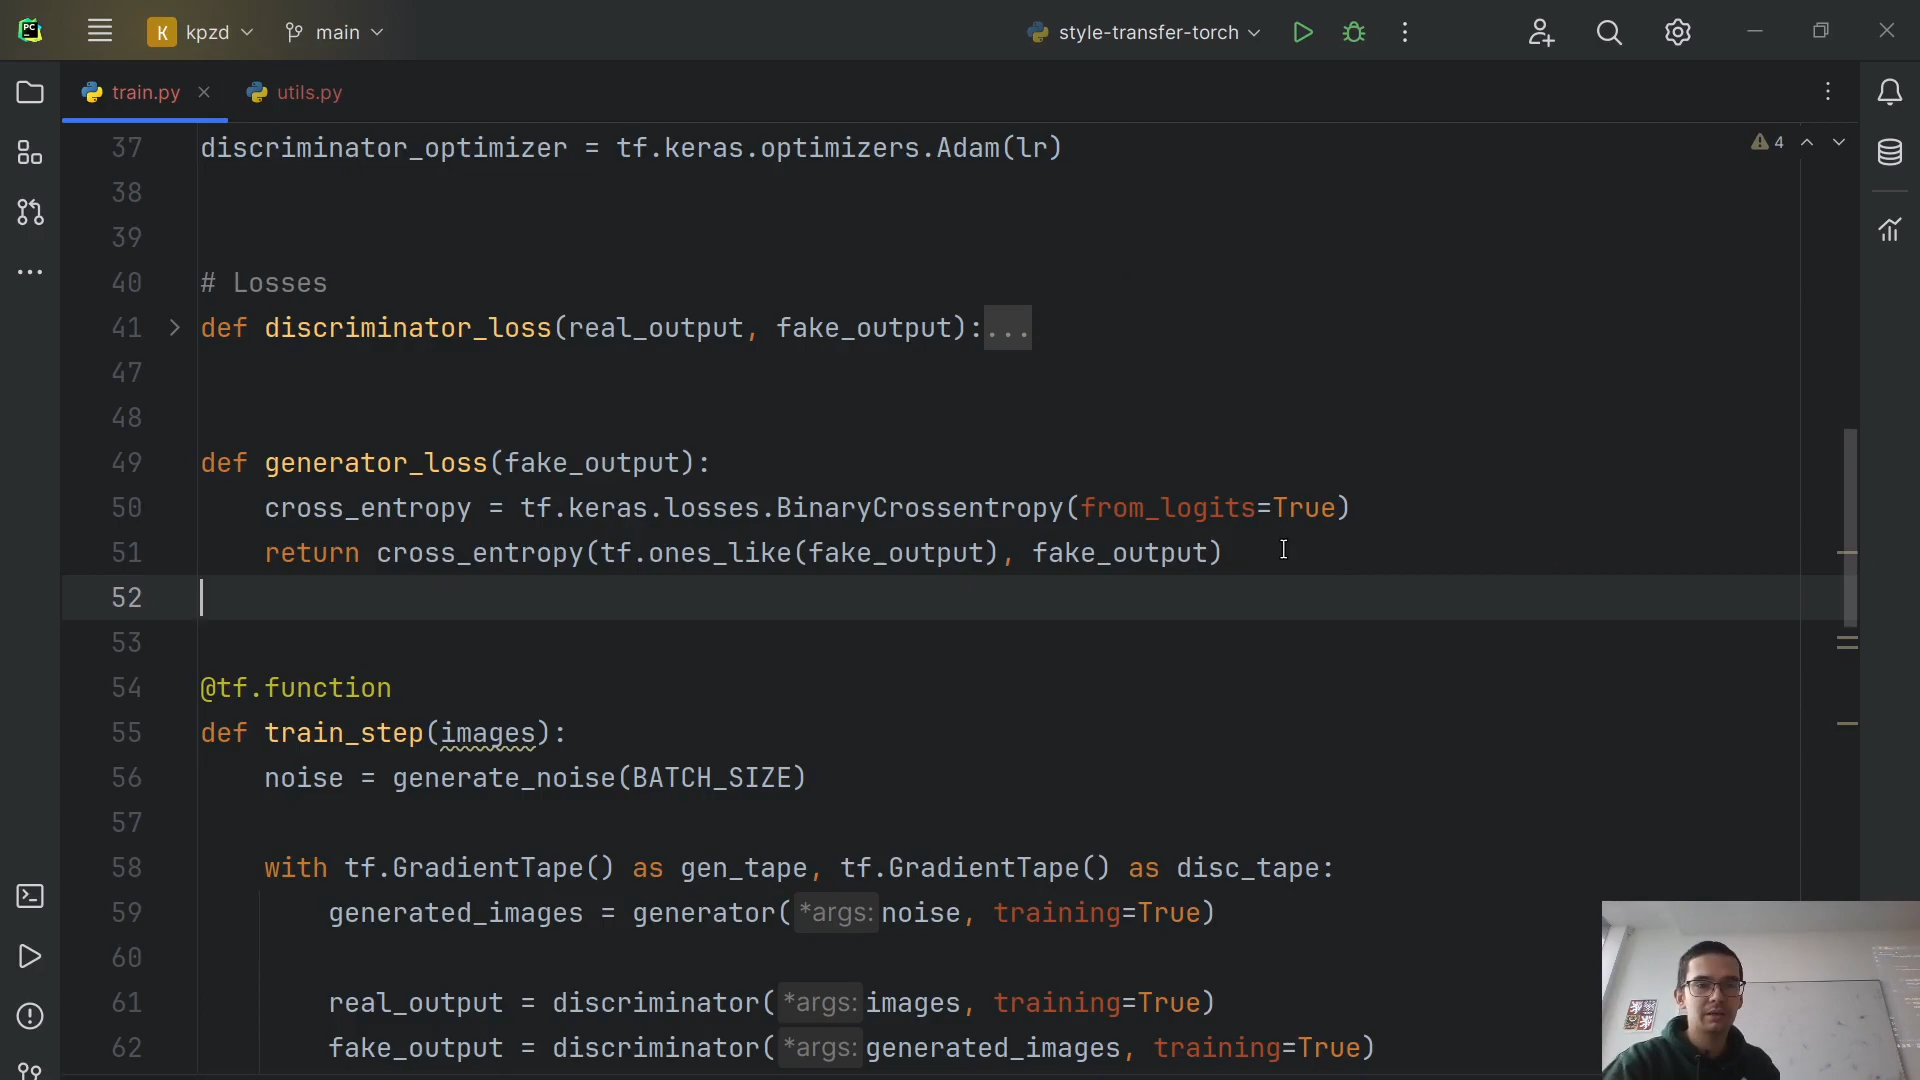 PC
K kpzd main style-transfer-torch
train.py utils.py
4
37 discriminator_optimizer = tf.keras.optimizers.Adam(lr)
38
39
40 # Losses
41 def discriminator_loss(real_output, fake_output):...
47
48
49 def generator_loss(fake_output):
50 cross_entropy = tf.keras.losses.BinaryCrossentropy(from_logits=True)
51 return cross_entropy(tf.ones_like(fake_output), fake_output)
52
53
54 @tf.function
55 def train_step(images):
56 noise = generate_noise(BATCH_SIZE)
57
58 with tf.GradientTape() as gen_tape, tf.GradientTape() as disc_tape:
59 generated_images = generator(*args: noise, training=True)
60
61 real_output = discriminator(*args: images, training=True)
62 fake_output = discriminator(*args: generated_images, training=True)